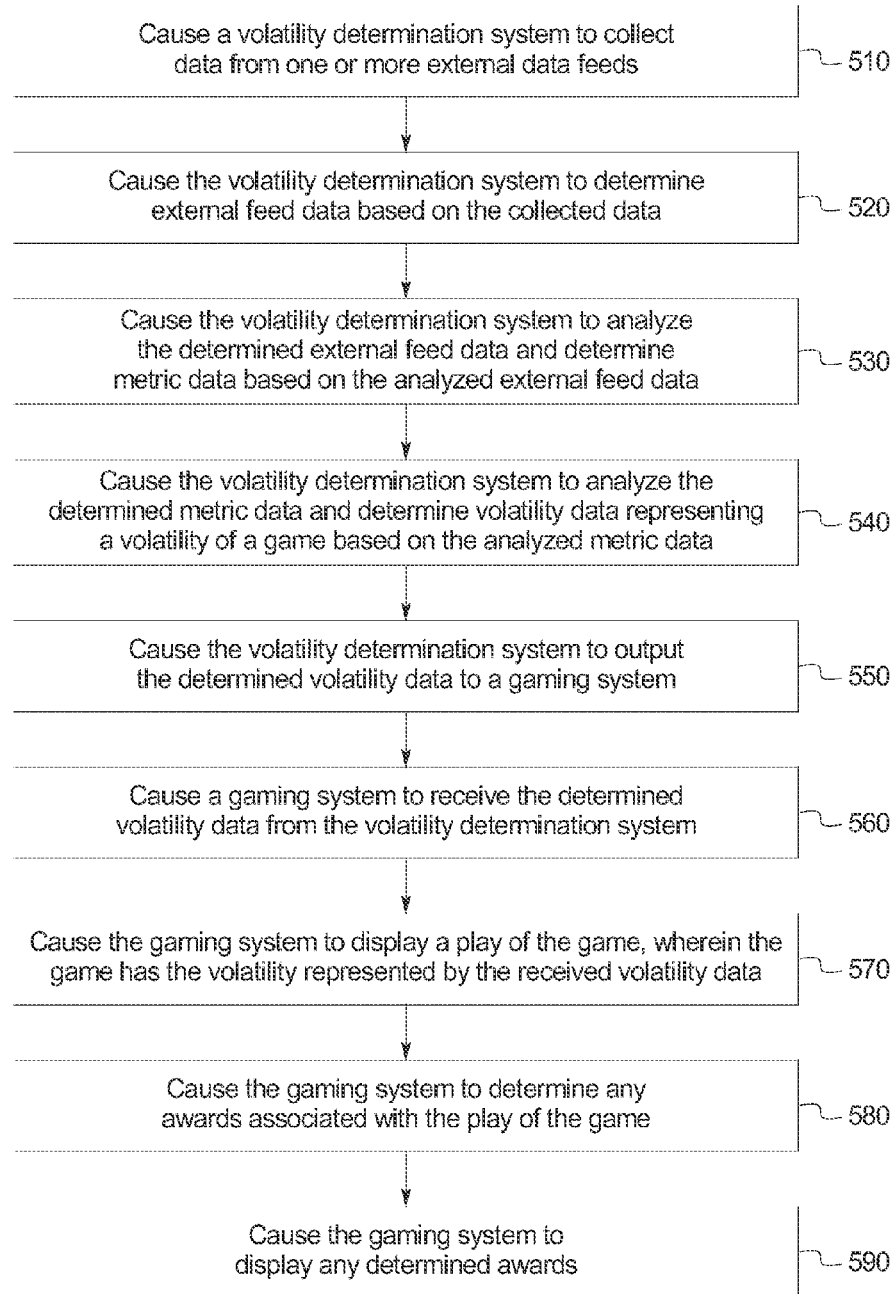 Cause a volatility determination system to collect
data from one or more external data feeds
510
Cause the volatility determination system to determine
external feed data based on the collected data
520
Cause the volatility determination system to analyze
the determined external feed data and determine
metric data based on the analyzed external feed data
530
Cause the volatility determination system to analyze the
determined metric data and determine volatility data representing
a volatility of a game based on the analyzed metric data
540
Cause the volatility determination system to output
the determined volatility data to a gaming system
550
Cause a gaming system to receive the determined
volatility data from the volatility determination system
560
Cause the gaming system to display a play of the game, wherein the
game has the volatility represented by the received volatility data
570
Cause the gaming system to determine any
awards associated with the play of the game
580
Cause the gaming system to
display any determined awards
590